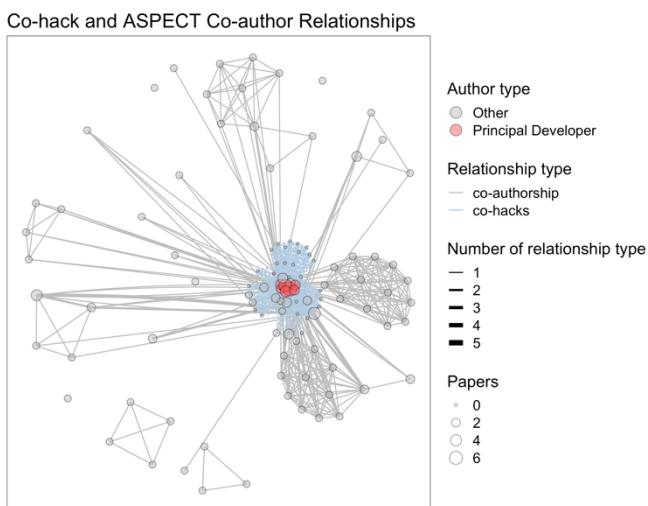 Co-hack and ASPECT Co-author Relationships
Author type
Other
Principal Developer
Relationship type
co-authorship
co-hacks
Number of relationship type
1
2
3
4
5
Papers
0
2
4
6